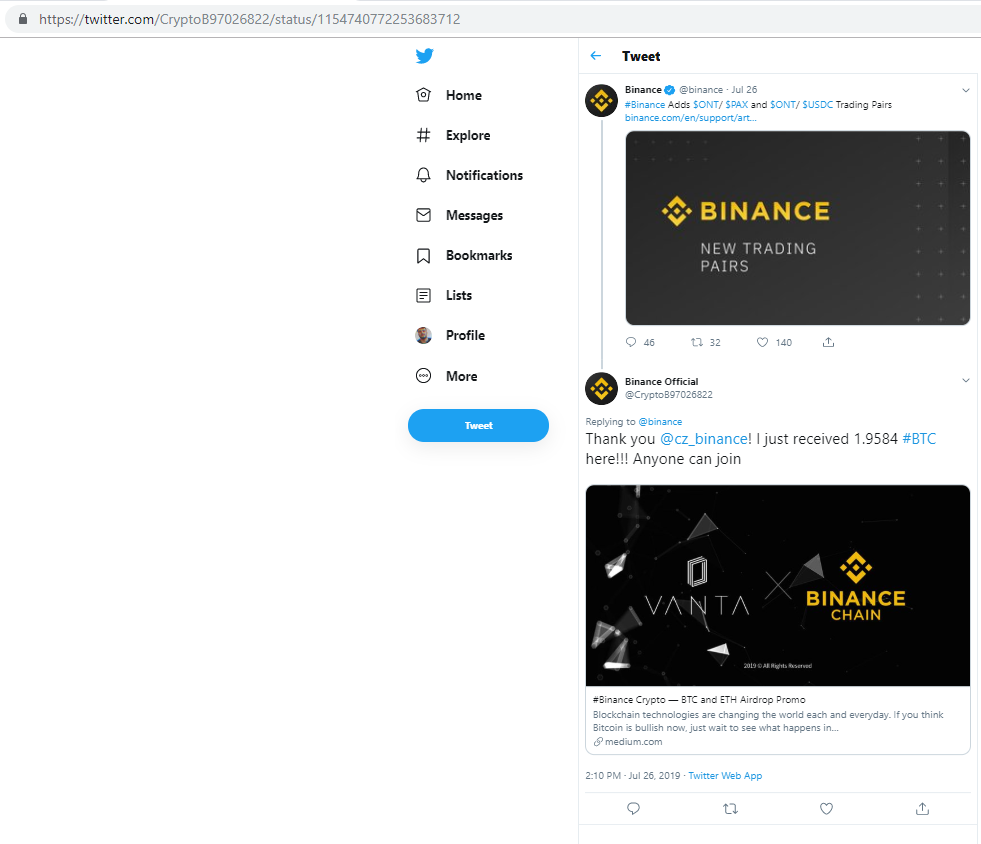 https://twitter.com/CryptoB97026822/status/1154740772253683712
Home
Explore
Notifications
Messages
Bookmarks
Lists
Profile
More
Tweet
Tweet
Binance @binance · Jul 26
#Binance Adds $ONT/ $PAX and $ONT/ $USDC Trading Pairs
binance.com/en/support/art...
BINANCE
NEW TRADING
PAIRS
46 32 140
Binance Official
@CryptoB97026822
Replying to @binance
Thank you @cz_binance! I just received 1.9584 #BTC
here!!! Anyone can join
VANTA
BINANCE
CHAIN
2019 © All Rights Reserved
#Binance Crypto — BTC and ETH Airdrop Promo
Blockchain technologies are changing the world each and everyday. If you think
Bitcoin is bullish now, just wait to see what happens in...
medium.com
2:10 PM · Jul 26, 2019 · Twitter Web App